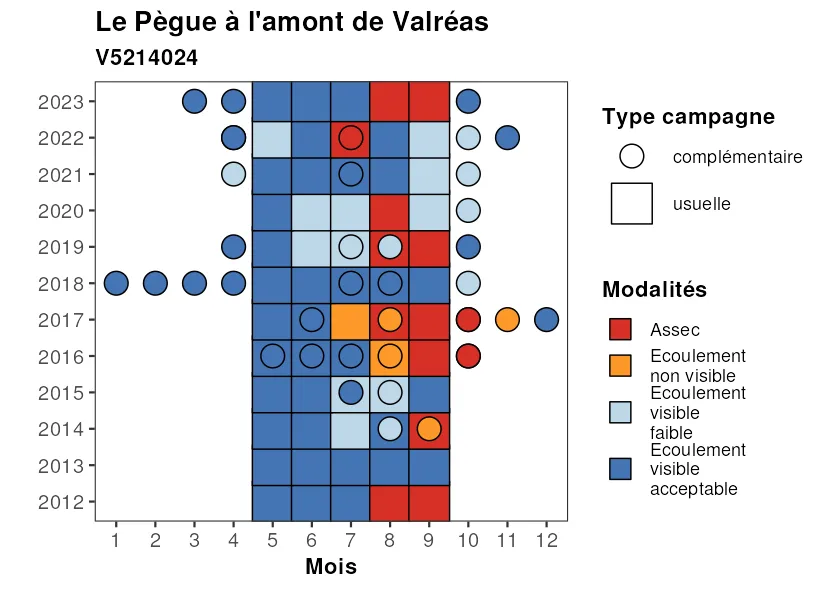 Le Pègue à l'amont de Valréas
V5214024
2023
2022
2021
2020
2019
2018
2017
2016
2015
2014
2013
2012
1 2 3 4 5 6 7 8 9 10 11 12
Mois
Type campagne
complémentaire
usuelle
Modalités
Assec
Ecoulement
non visible
Ecoulement
visible
faible
Ecoulement
visible
acceptable